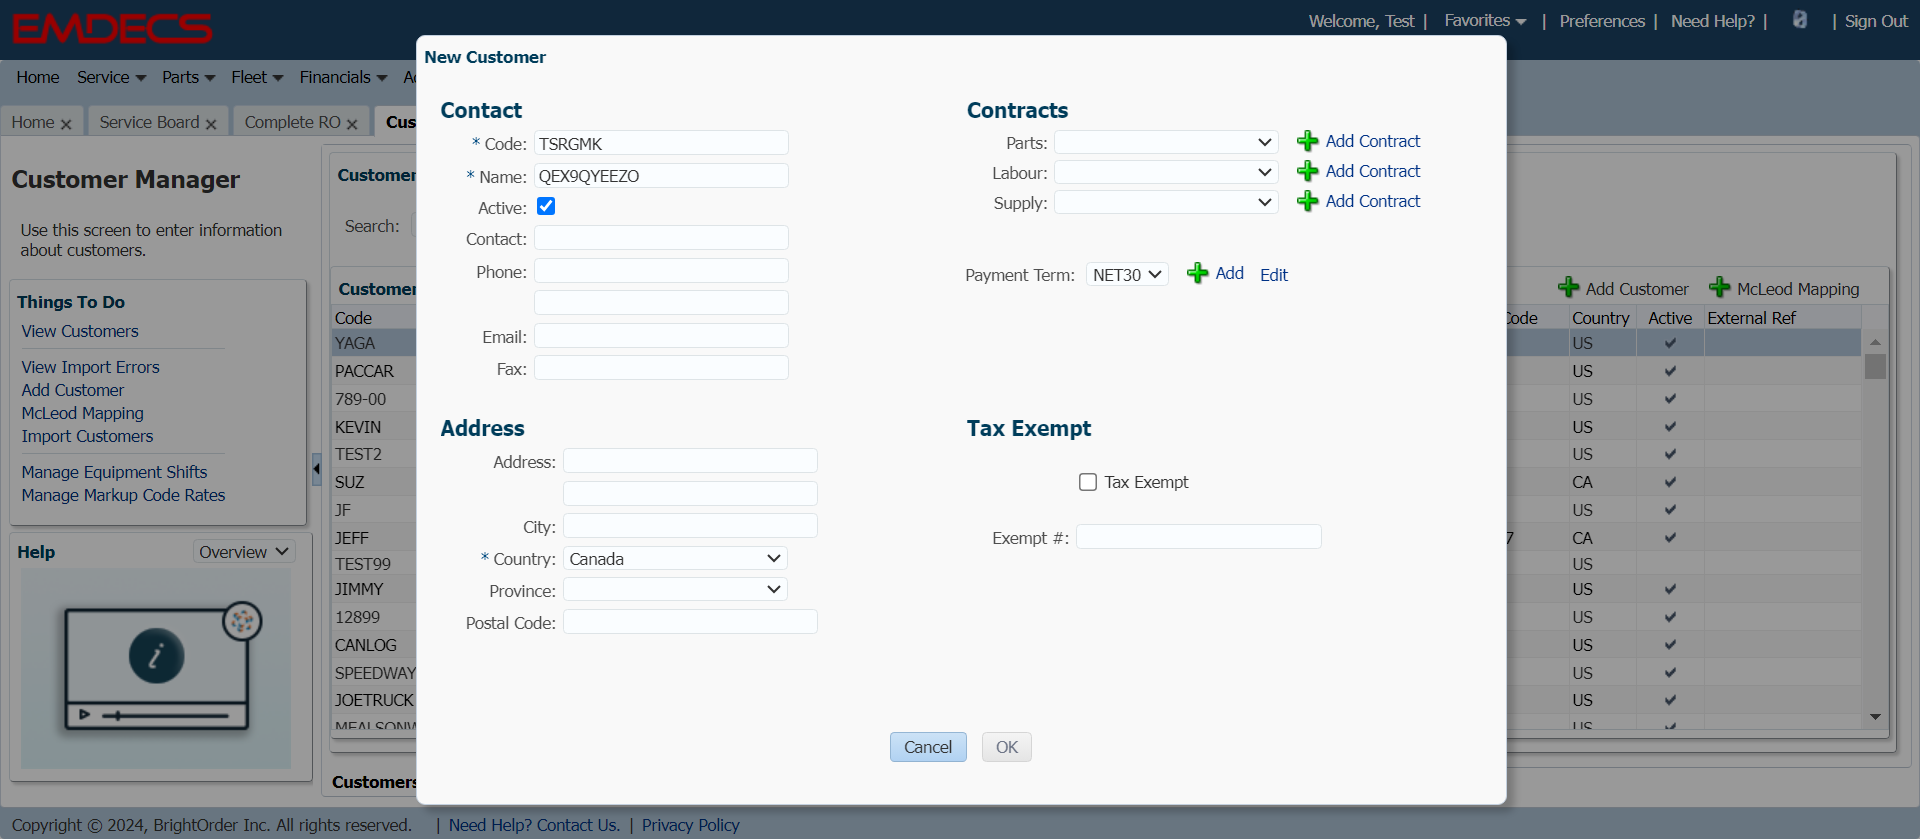 EMDECS
Welcome, Test | Favorites | Preferences | Need Help? | | Sign Out
Home Service Parts Fleet Financials
Home Service Board Complete RO
Customer Manager
Use this screen to enter information
about customers.
Things To Do
View Customers
View Import Errors
Add Customer
McLeod Mapping
Import Customers
Manage Equipment Shifts
Manage Markup Code Rates
Help Overview
Search:
Code
YAGA
PACCAR
789-00
KEVIN
TEST2
SUZ
JF
JEFF
TEST99
JIMMY
12899
CANLOG
SPEEDWAY
JOETRUCK
Customers
New Customer
Contact
* Code: TSRGMK
* Name: QEX9QYEEZO
Active:
Contact:
Phone:
Email:
Fax:
Address
Address:
City:
* Country: Canada
Province:
Postal Code:
Contracts
Parts: Add Contract
Labour: Add Contract
Supply: Add Contract
Payment Term: NET30 Add Edit
Tax Exempt
Tax Exempt
Exempt #:
Cancel OK
Add Customer McLeod Mapping
Code Country Active External Ref
US
US
US
US
US
CA
US
7 CA
US
US
US
US
US
US
US
Copyright © 2024, BrightOrder Inc. All rights reserved. | Need Help? Contact Us. | Privacy Policy